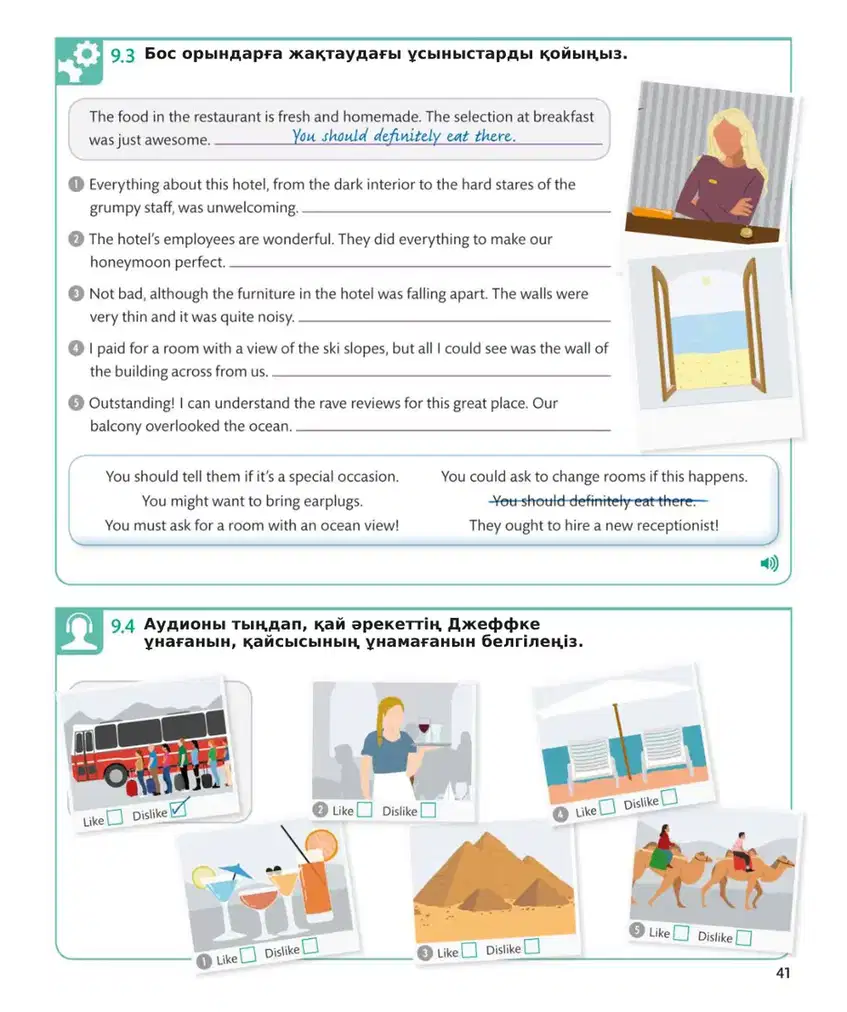 9.3 Бос орындарға жақтаудағы ұсыныстарды қойыңыз.
The food in the restaurant is fresh and homemade. The selection at breakfast
was just awesome. You should definitely eat there.
1 Everything about this hotel, from the dark interior to the hard stares of the
grumpy staff, was unwelcoming.
2 The hotel's employees are wonderful. They did everything to make our
honeymoon perfect.
3 Not bad, although the furniture in the hotel was falling apart. The walls were
very thin and it was quite noisy.
4 I paid for a room with a view of the ski slopes, but all I could see was the wall of
the building across from us.
5 Outstanding! I can understand the rave reviews for this great place. Our
balcony overlooked the ocean.
You should tell them if it's a special occasion. You could ask to change rooms if this happens.
You might want to bring earplugs. You should definitely eat there.
You must ask for a room with an ocean view! They ought to hire a new receptionist!
9.4 Аудионы тыңдап, қай әрекеттің Джеффке
ұнағанын, қайсысының ұнамағанын белгілеңіз.
Like Dislike
2 Like Dislike
4 Like Dislike
1 Like Dislike
3 Like Dislike
5 Like Dislike
41